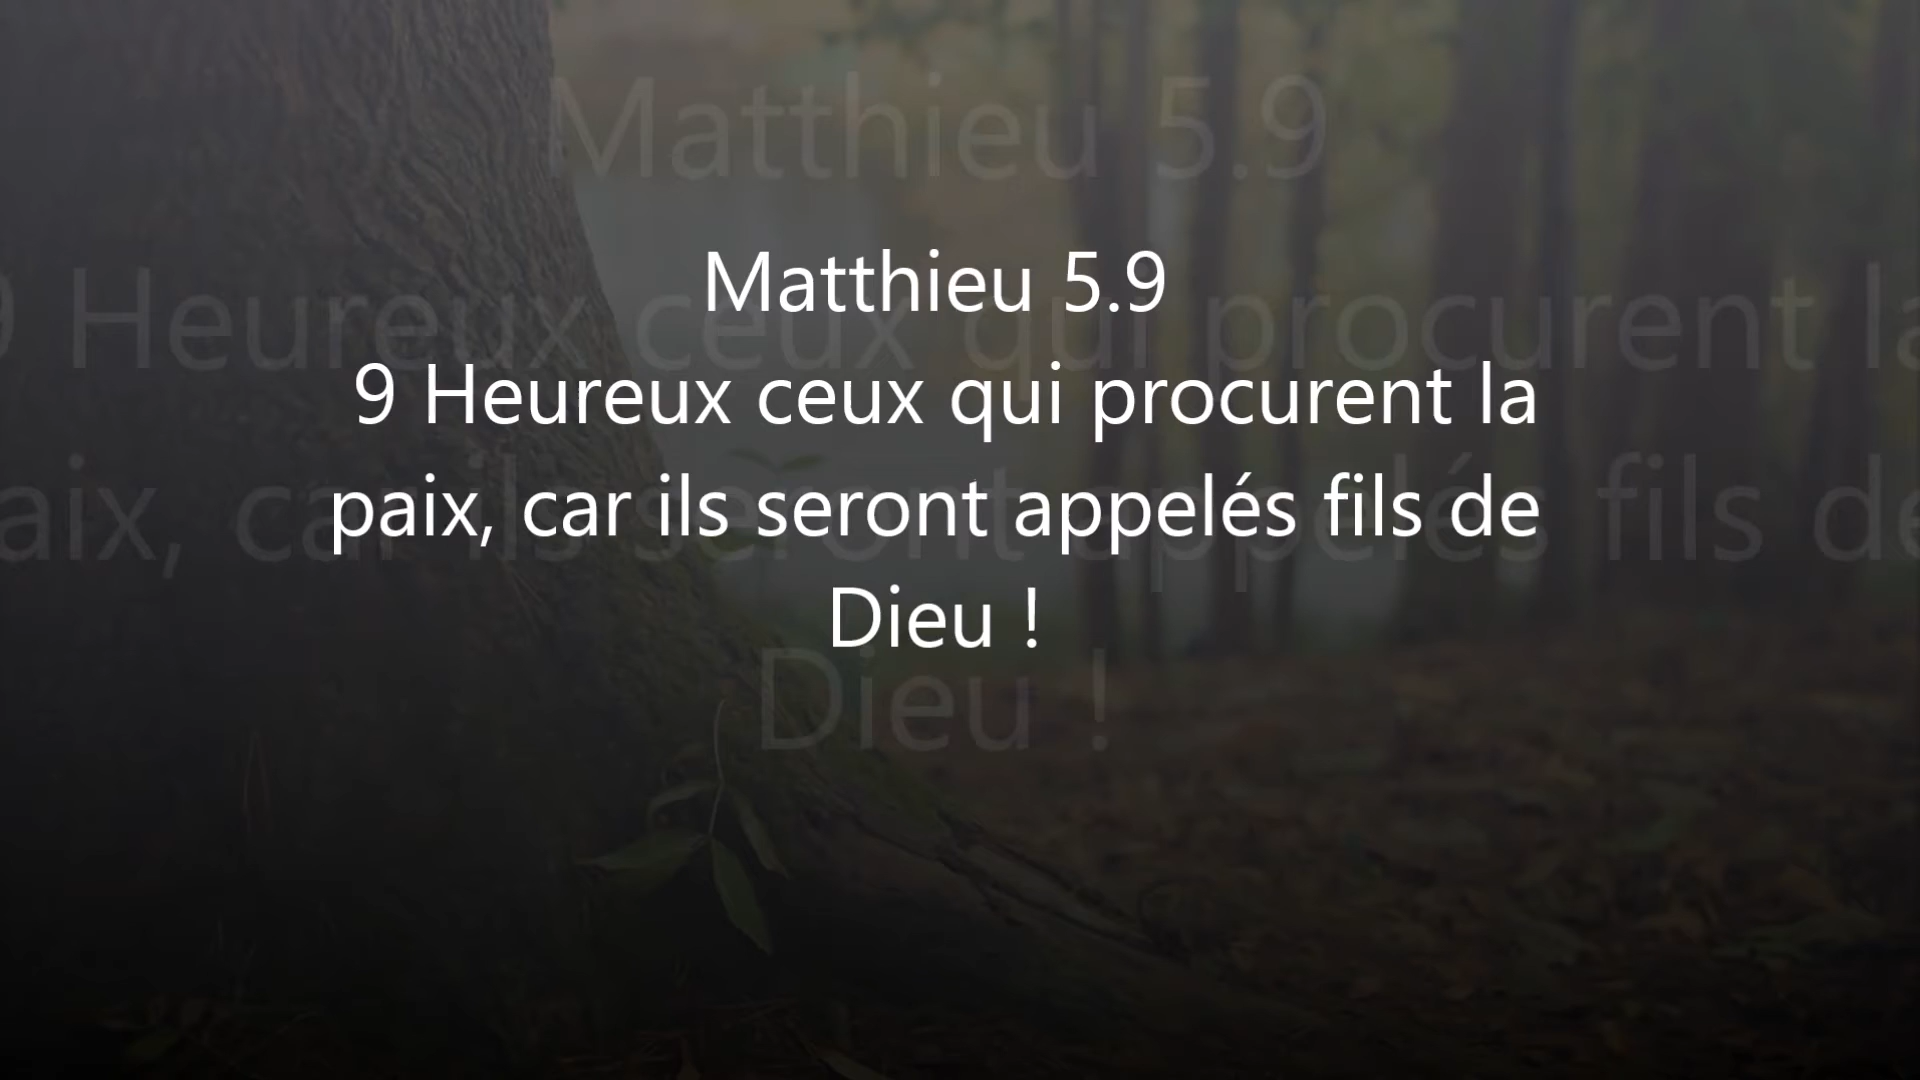 Matthieu 5.9
9 Heureux ceux qui procurent la
paix, car ils seront appelés fils de
Dieu !